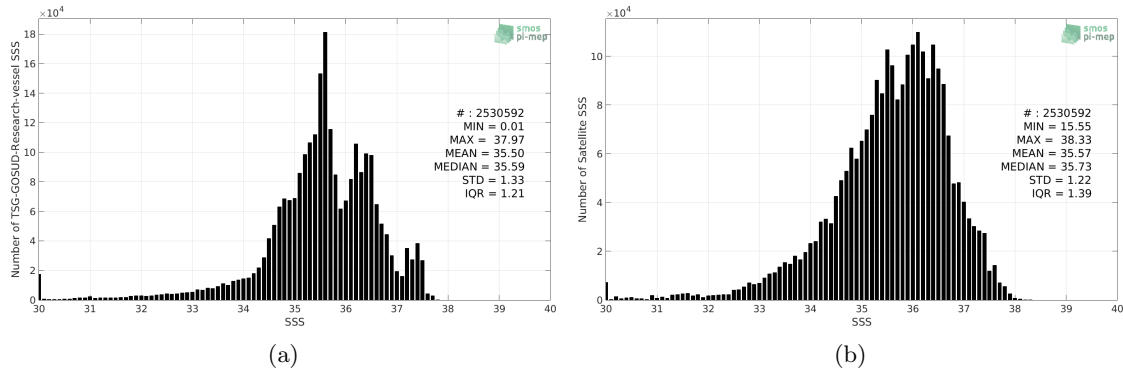 ×10⁴
smos
pi-mep
Number of TSG-GOSUD-Research-vessel SSS
18
16
14
12
10
8
6
4
2
0
# : 2530592
MIN = 0.01
MAX = 37.97
MEAN = 35.50
MEDIAN = 35.59
STD = 1.33
IQR = 1.21
30 31 32 33 34 35 36 37 38 39 40
SSS
(a)
×10⁴
smos
pi-mep
Number of Satellite SSS
10
8
6
4
2
0
# : 2530592
MIN = 15.55
MAX = 38.33
MEAN = 35.57
MEDIAN = 35.73
STD = 1.22
IQR = 1.39
30 31 32 33 34 35 36 37 38 39 40
SSS
(b)